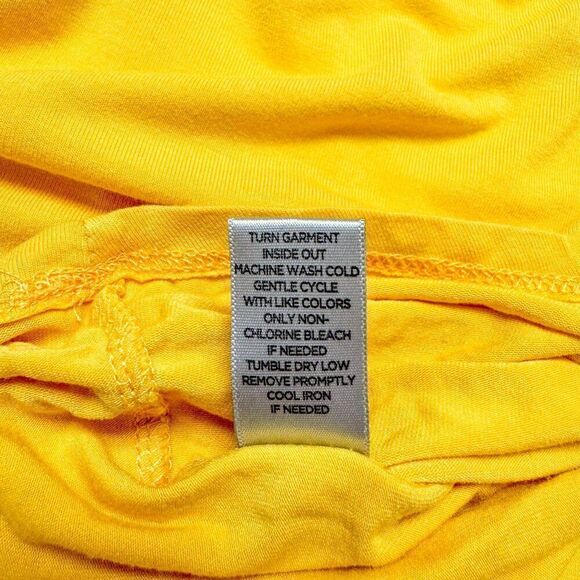 TURN GARMENT
INSIDE OUT
MACHINE WASH COLD
GENTLE CYCLE
WITH LIKE COLORS
ONLY NON-
CHLORINE BLEACH
IF NEEDED
TUMBLE DRY LOW
REMOVE PROMPTLY
COOL IRON
IF NEEDED